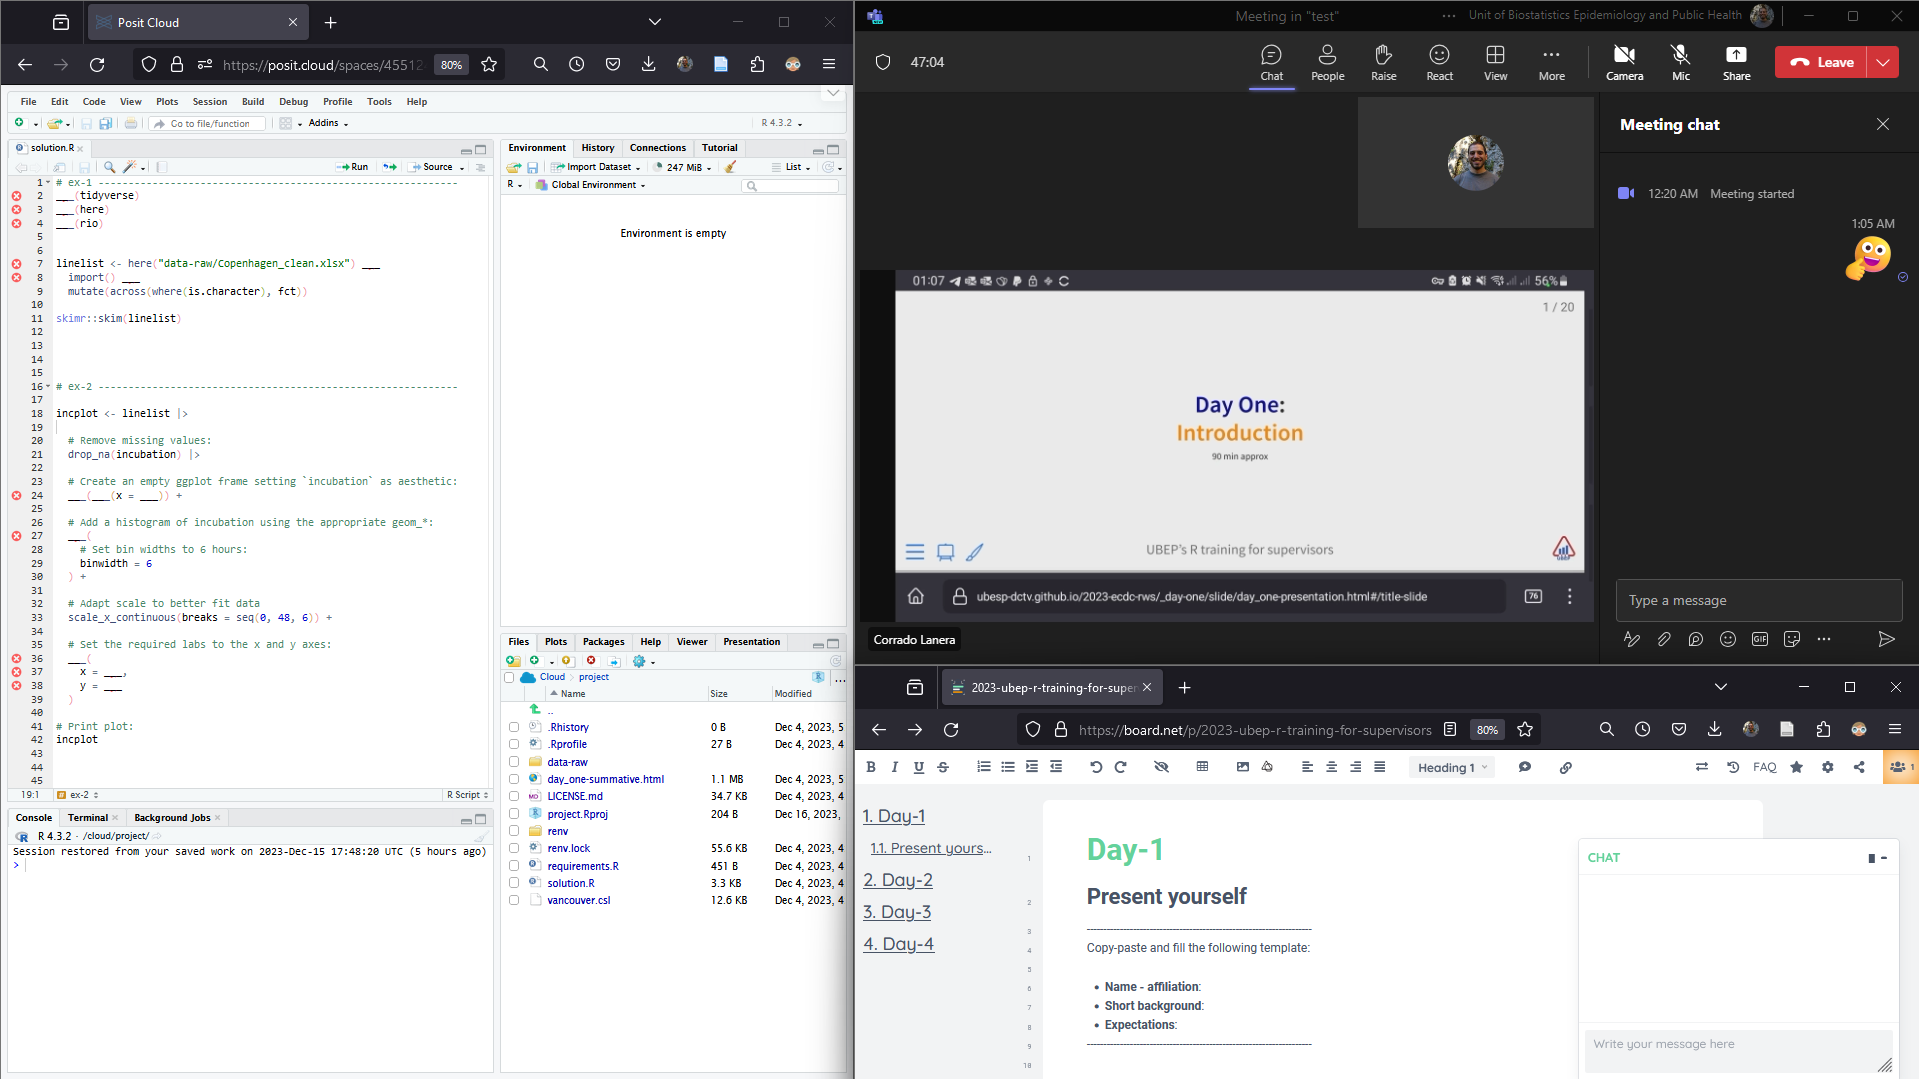 Posit Cloud
https://posit.cloud/spaces/45512
80%
File Edit Code View Plots Session Build Debug Profile Tools Help
Go to file/function
Addins
R 4.3.2
solution.R
Run
Source
1 # ex-1 -------------------------------------------------------------
2 ___(tidyverse)
3 ___(here)
4 ___(rio)
5
6
7 linelist <- here("data-raw/Copenhagen_clean.xlsx") ___
8 import() ___
9 mutate(across(where(is.character), fct))
10
11 skimr::skim(linelist)
12
13
14
15
16 # ex-2 -------------------------------------------------------------
17
18 incplot <- linelist |>
19
20 # Remove missing values:
21 drop_na(incubation) |>
22
23 # Create an empty ggplot frame setting `incubation` as aesthetic:
24 ___(___(x = ___)) +
25
26 # Add a histogram of incubation using the appropriate geom_*:
27 ___(
28 # Set bin widths to 6 hours:
29 binwidth = 6
30 ) +
31
32 # Adapt scale to better fit data
33 scale_x_continuous(breaks = seq(0, 48, 6)) +
34
35 # Set the required labs to the x and y axes:
36 ___(
37 x = ___,
38 y = ___
39 )
40
41 # Print plot:
42 incplot
43
44
45
19:1 ex-2 R Script
Console Terminal Background Jobs
R 4.3.2 · /cloud/project/
Session restored from your saved work on 2023-Dec-15 17:48:20 UTC (5 hours ago)
>
Environment History Connections Tutorial
Import Dataset 247 MiB List
R Global Environment
Environment is empty
Files Plots Packages Help Viewer Presentation
Cloud project
Name Size Modified
..
.Rhistory 0 B Dec 4, 2023, 5
.Rprofile 27 B Dec 4, 2023, 4
data-raw
day_one-summative.html 1.1 MB Dec 4, 2023, 5
LICENSE.md 34.7 KB Dec 4, 2023, 4
project.Rproj 204 B Dec 16, 2023,
renv
renv.lock 55.6 KB Dec 4, 2023, 4
requirements.R 451 B Dec 4, 2023, 4
solution.R 3.3 KB Dec 4, 2023, 4
vancouver.csl 12.6 KB Dec 4, 2023, 4
Meeting in "test"
Unit of Biostatistics Epidemiology and Public Health
47:04
Chat People Raise React View More Camera Mic Share Leave
Meeting chat
12:20 AM Meeting started
1:05 AM
Type a message
01:07
56%
1 / 20
Day One:
Introduction
90 min approx
UBEP's R training for supervisors
ubesp-dctv.github.io/2023-ecdc-rws/_day-one/slide/day_one-presentation.html#/title-slide
76
Corrado Lanera
2023-ubep-r-training-for-super
https://board.net/p/2023-ubep-r-training-for-supervisors
80%
B I U S
Heading 1
FAQ
1
1. Day-1
1.1. Present yours...
2. Day-2
3. Day-3
4. Day-4
1 Day-1
2 Present yourself
3 ----------------------------------------------------------------
4 Copy-paste and fill the following template:
5
6 • Name - affiliation:
7 • Short background:
8 • Expectations:
9 ----------------------------------------------------------------
10
CHAT
Write your message here